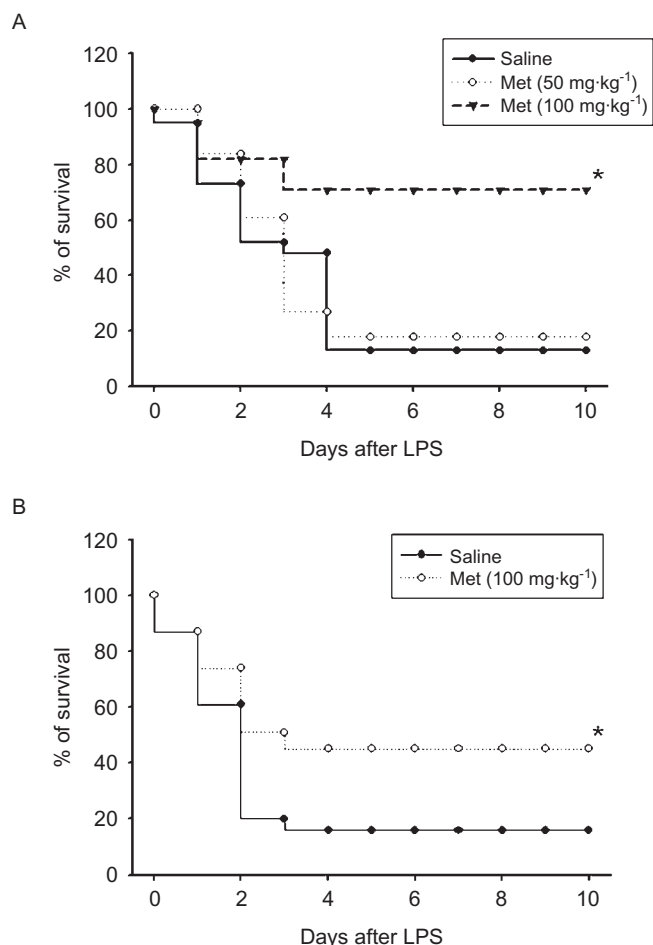 A
Saline
Met (50 mg·kg⁻¹)
Met (100 mg·kg⁻¹)
120
100
80
60
40
20
0
% of survival
*
0 2 4 6 8 10
Days after LPS
B
Saline
Met (100 mg·kg⁻¹)
120
100
80
60
40
20
0
% of survival
*
0 2 4 6 8 10
Days after LPS